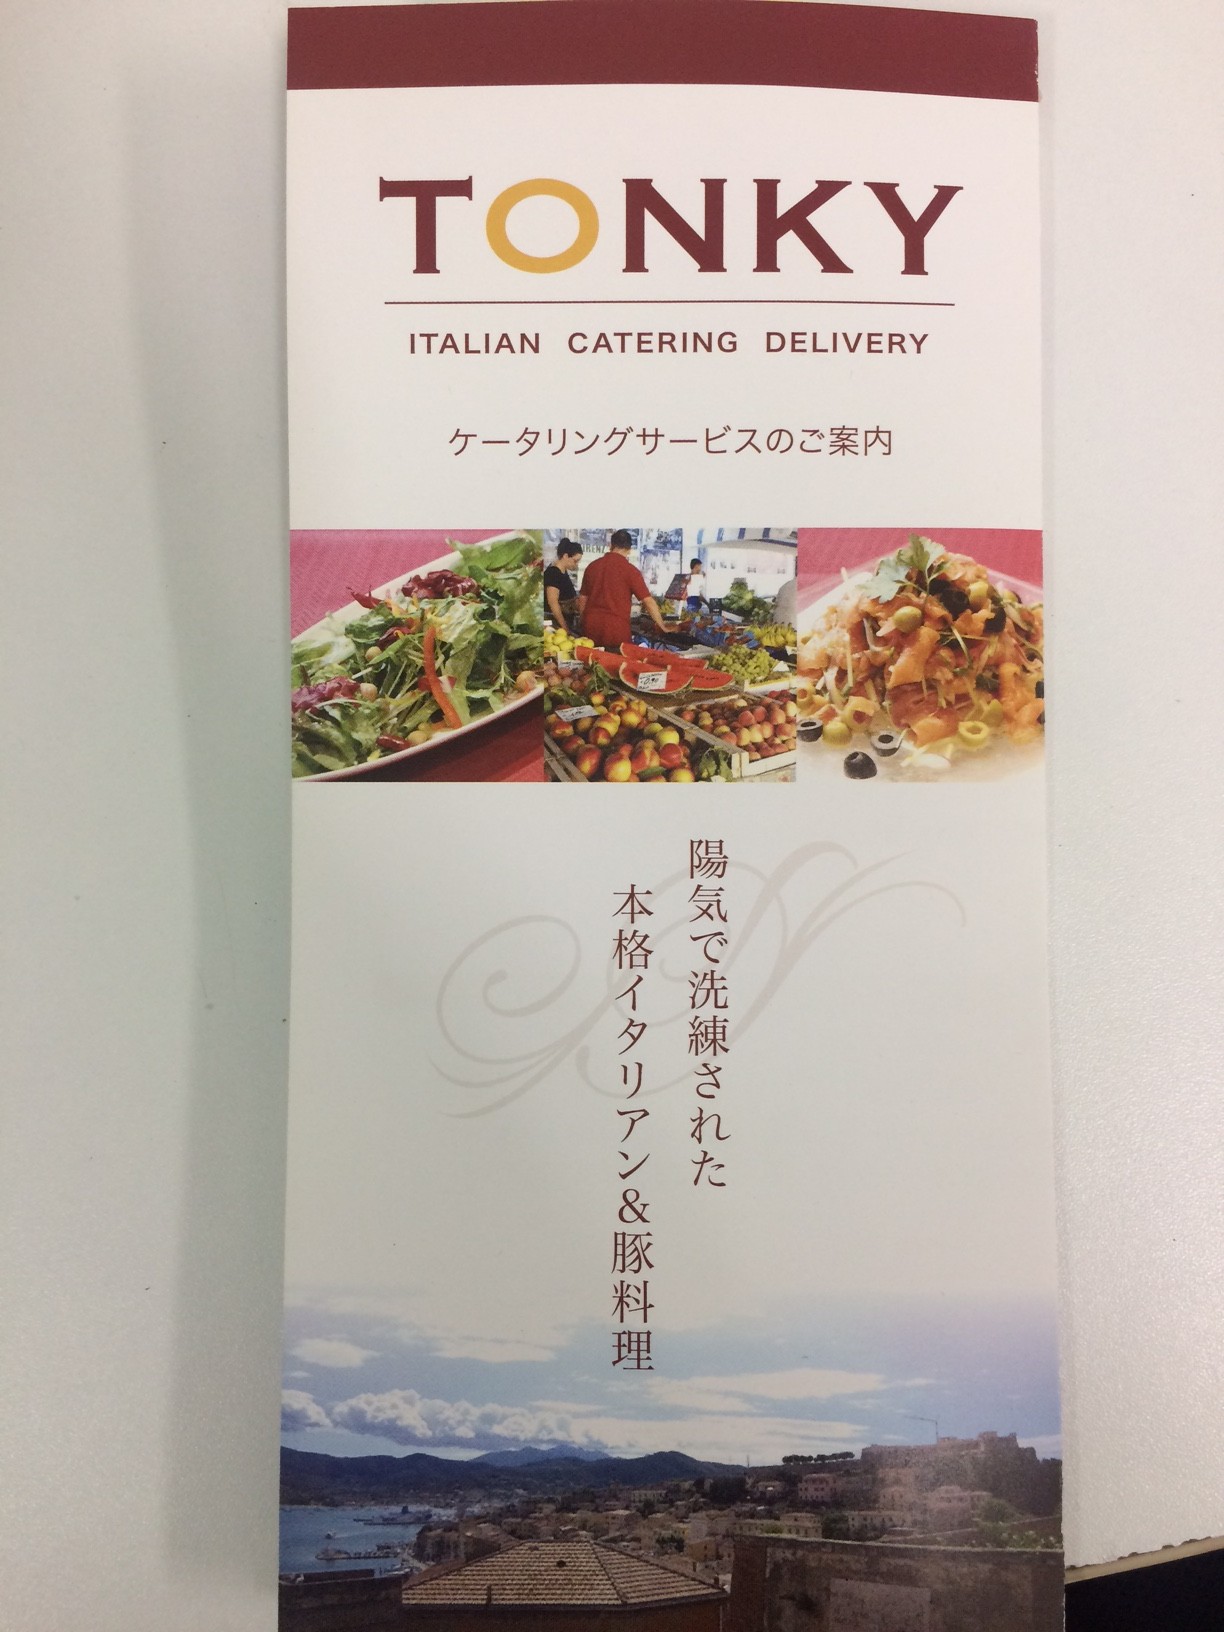 TONKY
ITALIAN CATERING DELIVERY
ケータリングサービスのご案内
陽気で洗練された
本格イタリアン&豚料理